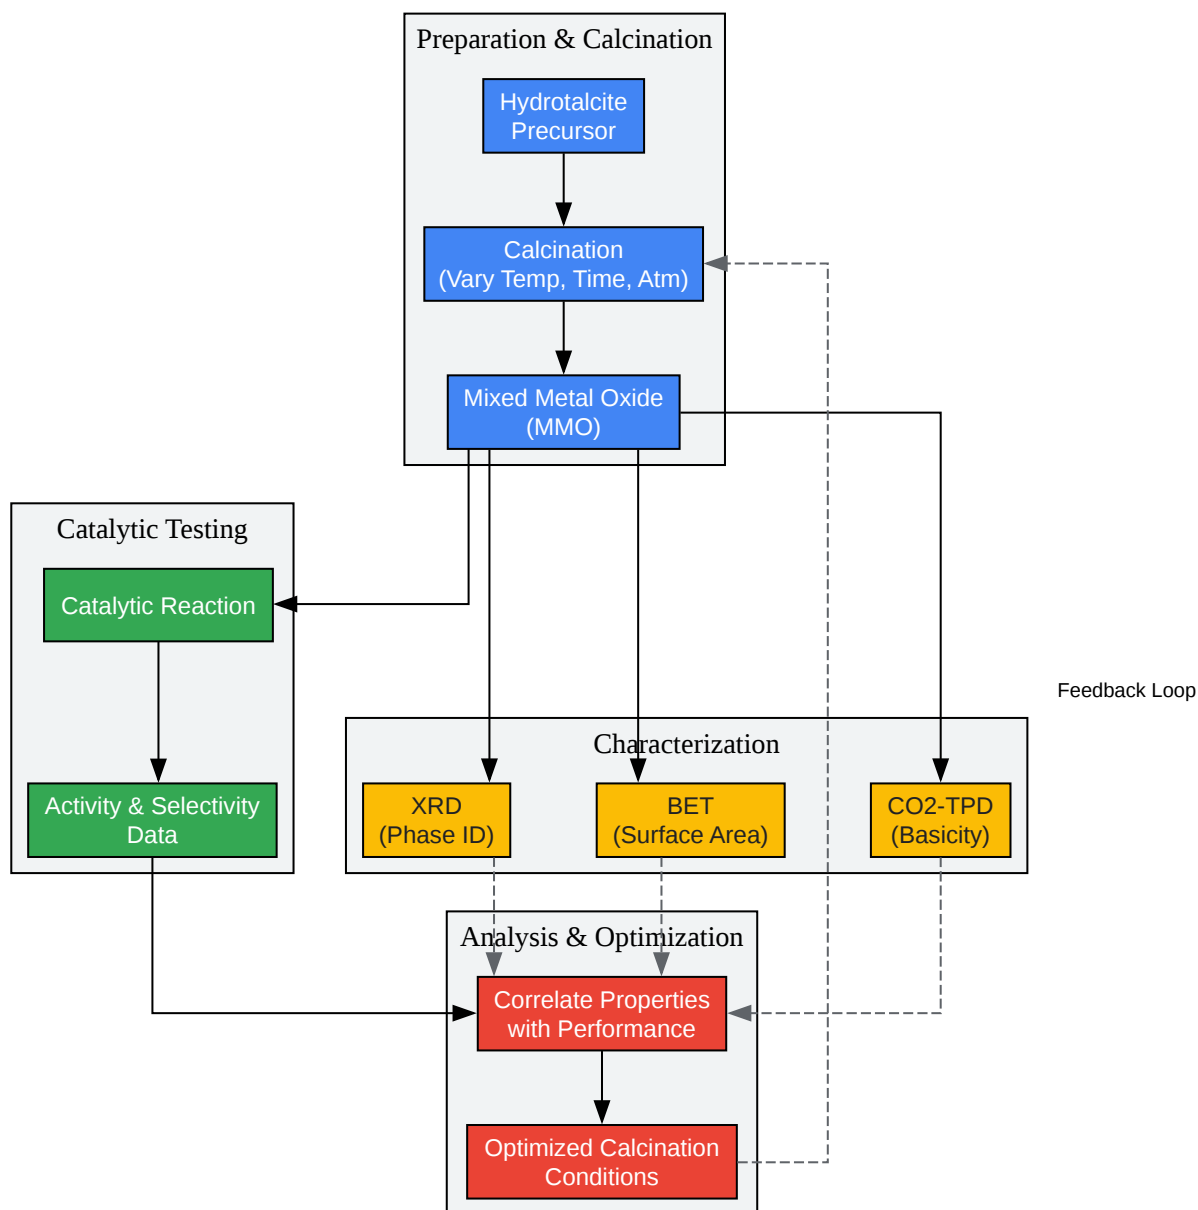 Preparation & Calcination
Hydrotalcite
Precursor
Calcination
(Vary Temp, Time, Atm)
Mixed Metal Oxide
(MMO)
Catalytic Testing
Catalytic Reaction
Activity & Selectivity
Data
Feedback Loop
Characterization
XRD
(Phase ID)
BET
(Surface Area)
CO2-TPD
(Basicity)
Analysis & Optimization
Correlate Properties
with Performance
Optimized Calcination
Conditions